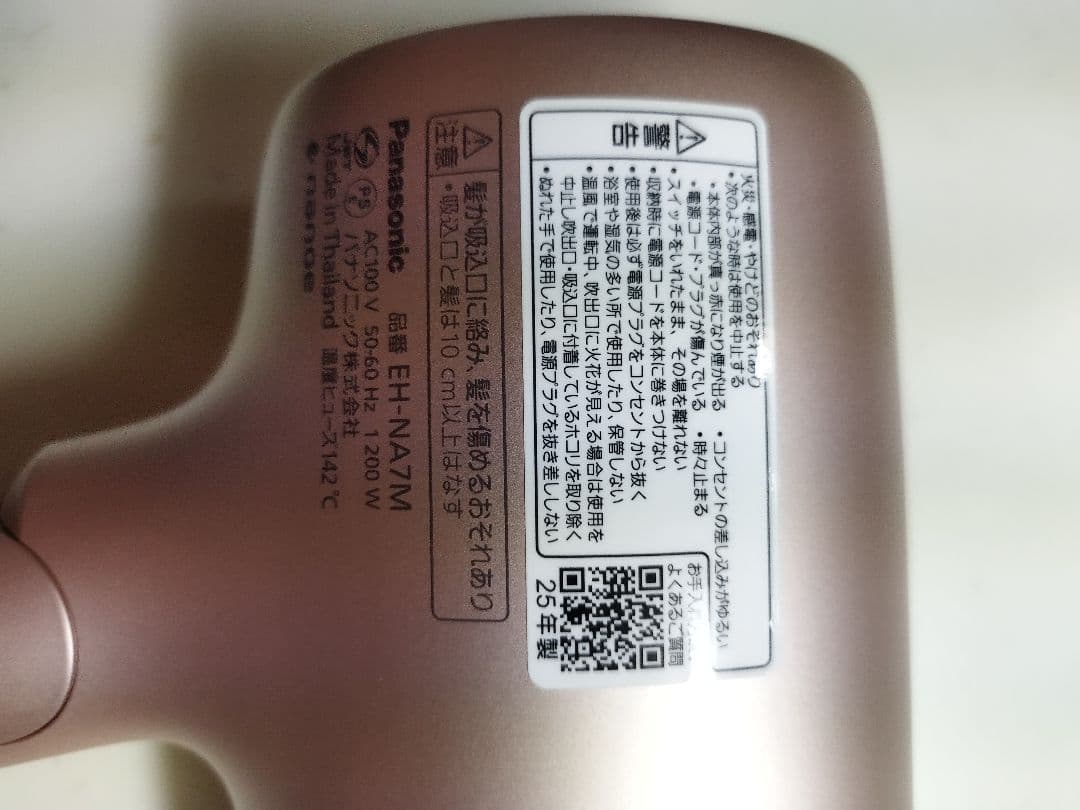 警告
火災・感電・やけどのおそれあり
・次のような時は使用を中止する
・本体内部が真っ赤になり煙が出る ・コンセントの差し込みがゆるい
・電源コード・プラグが傷んでいる ・時々止まる
・スイッチをいれたまま、その場を離れない
・収納時に電源コードを本体に巻きつけない
・使用後は必ず電源プラグをコンセントから抜く
・浴室や湿気の多い所で使用したり、保管しない
・温風で運転中、吹出口に火花が見える場合は使用を
中止し吹出口・吸込口に付着しているホコリを取り除く
・ぬれた手で使用したり、電源プラグを抜き差ししない
お手入れ
よくあるご質問
25年製
注意
髪が吸込口に絡み、髪を傷めるおそれあり
・吸込口と髪は10 cm以上はなす
Panasonic 品番 EH-NA7M
AC100 V 50-60 Hz 1 200 W
PS E パナソニック株式会社
JET Made in Thailand 温度ヒューズ142℃
nanoe